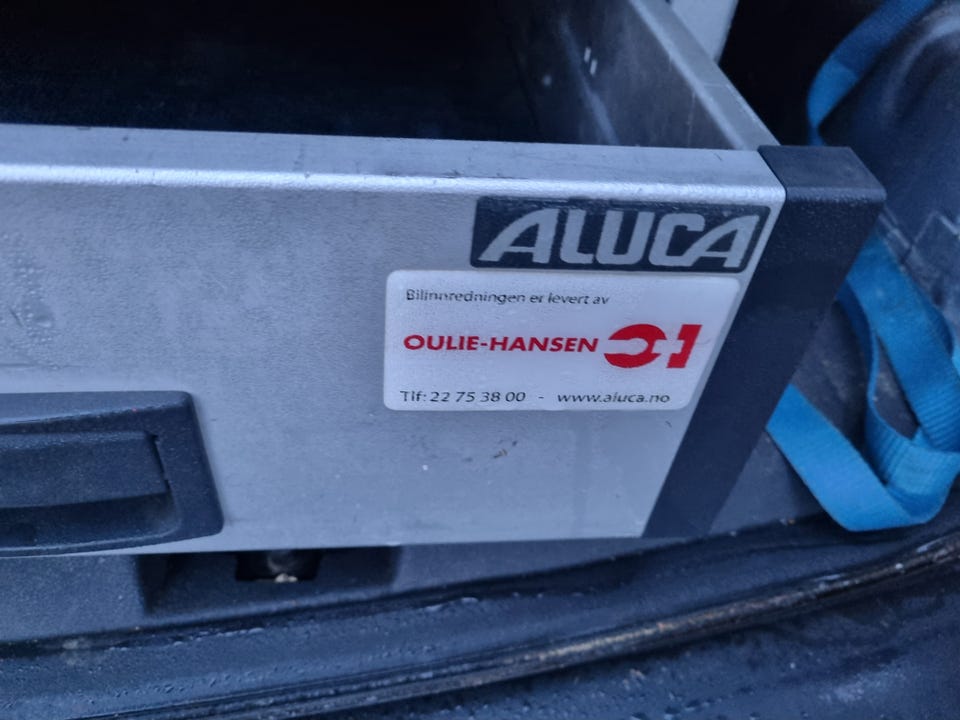 ALUCA
Bilinnredningen er levert av
OULIE-HANSEN
Tlf: 22 75 38 00 - www.aluca.no